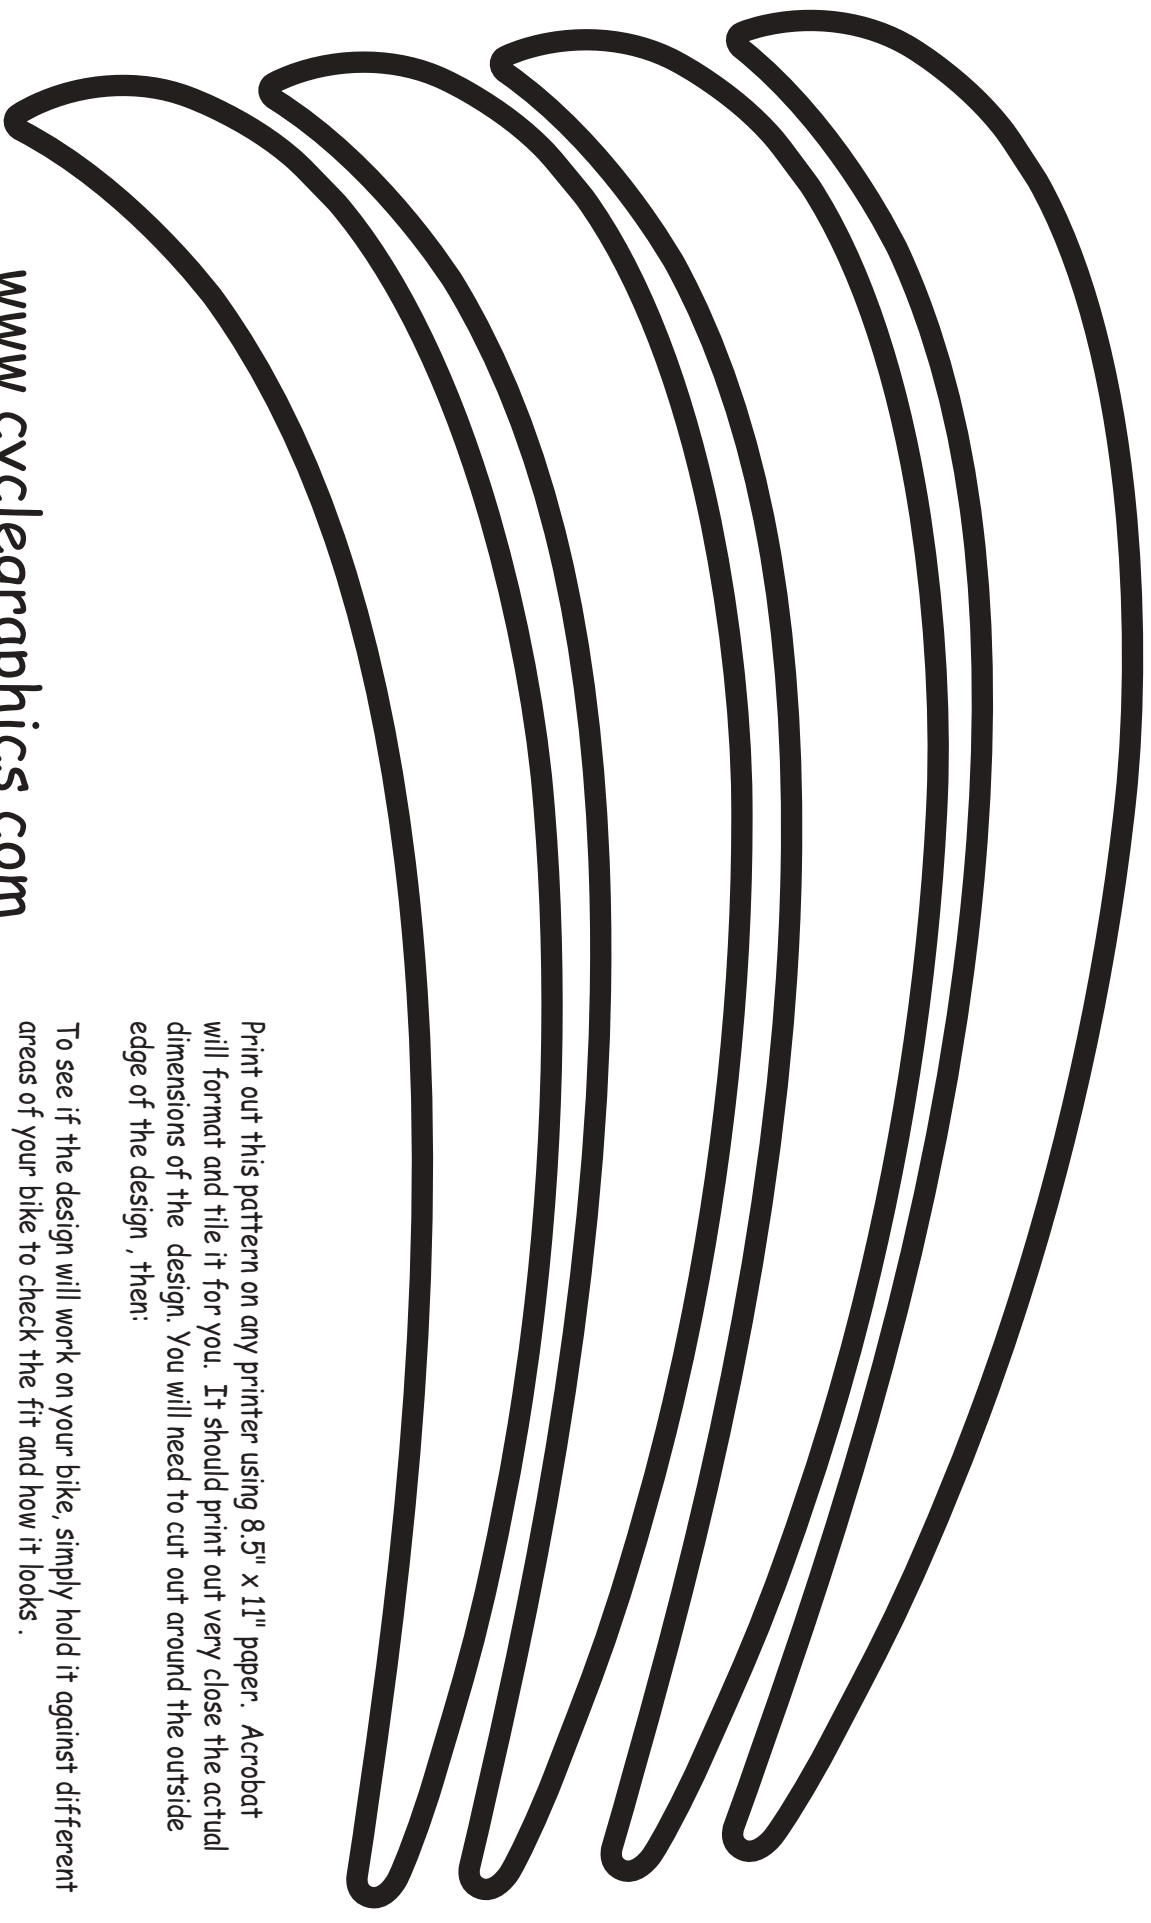 Print out this pattern on any printer using 8.5" x 11" paper. Acrobat
will format and tile it for you. It should print out very close the actual
dimensions of the design. You will need to cut out around the outside
edge of the design , then:
To see if the design will work on your bike, simply hold it against different
areas of your bike to check the fit and how it looks .
www cyclegraphics com